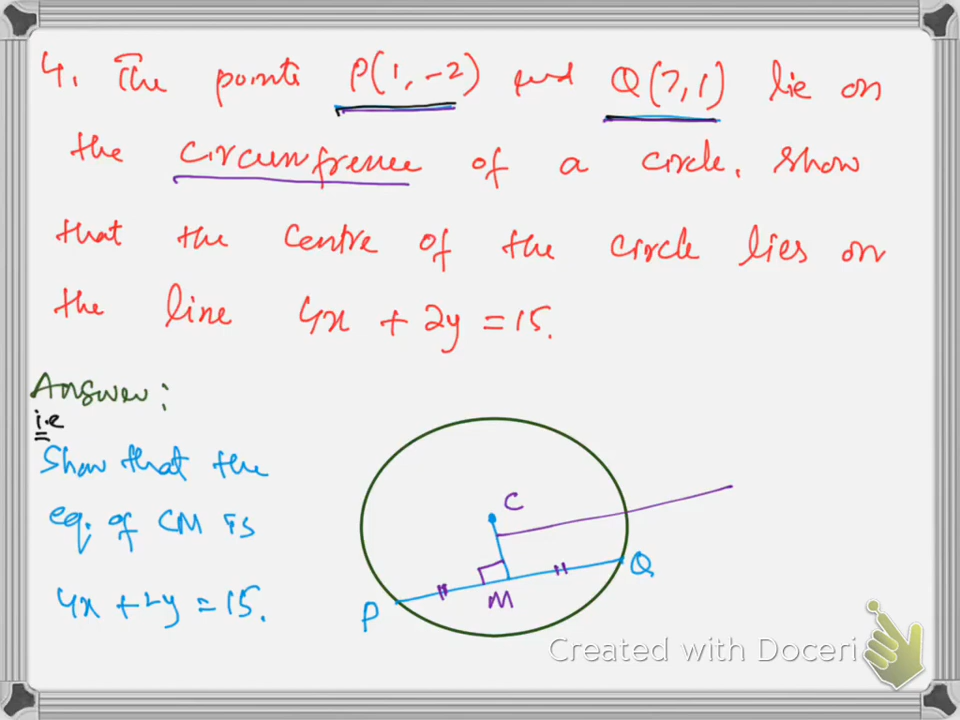 4. The points P(1, -2) and Q(7, 1) lie on
the circumfrence of a circle. Show
that the centre of the circle lies on
the line 4x + 2y = 15.
Answer:
i.e
Show that the
eq. of CM is
4x + 2y = 15.
C
M
P
Q
Created with Doceri